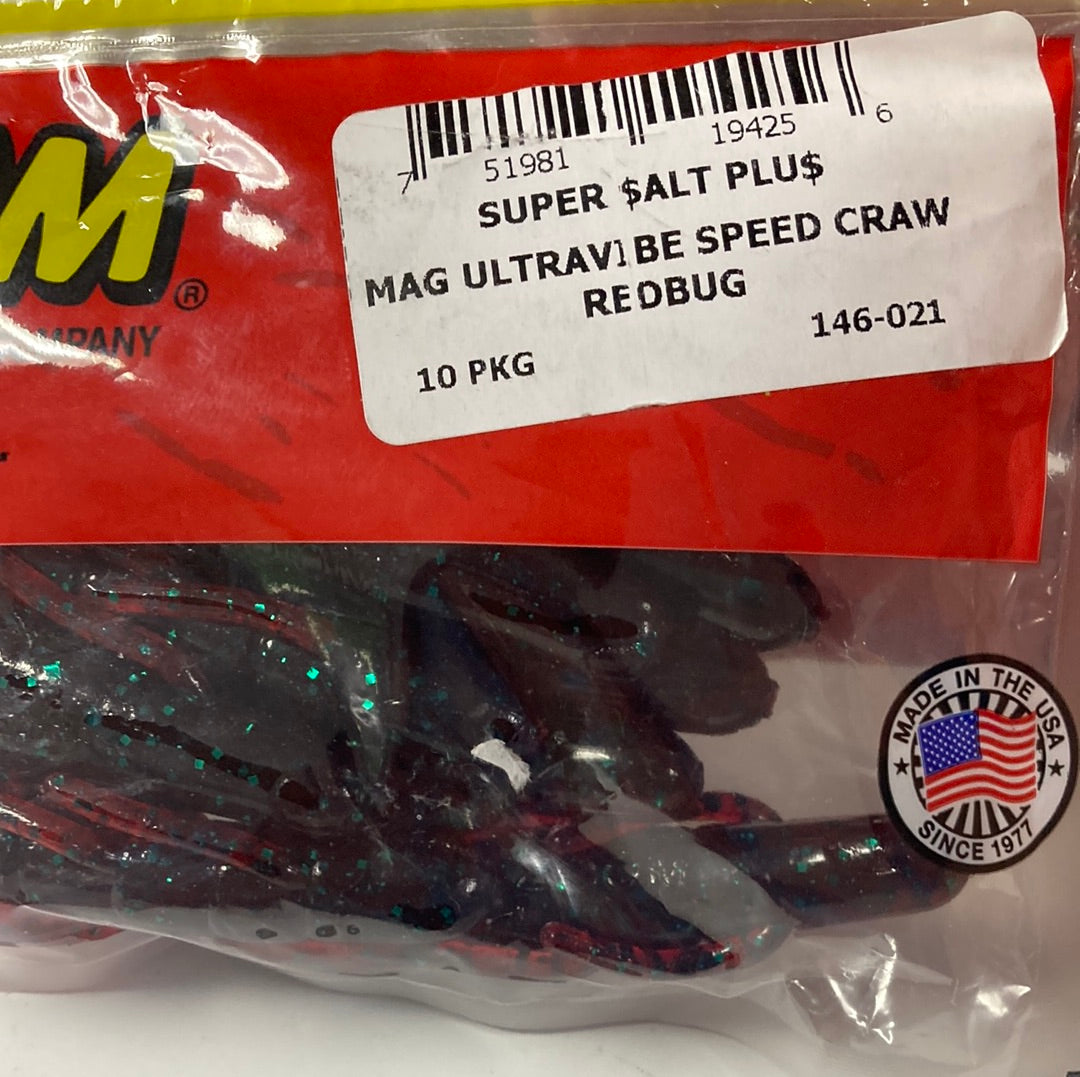 M®
MPANY
7 51981 19425 6
SUPER $ALT PLU$
MAG ULTRAVIBE SPEED CRAW
REDBUG
146-021
10 PKG
MADE IN THE USA
SINCE 1977